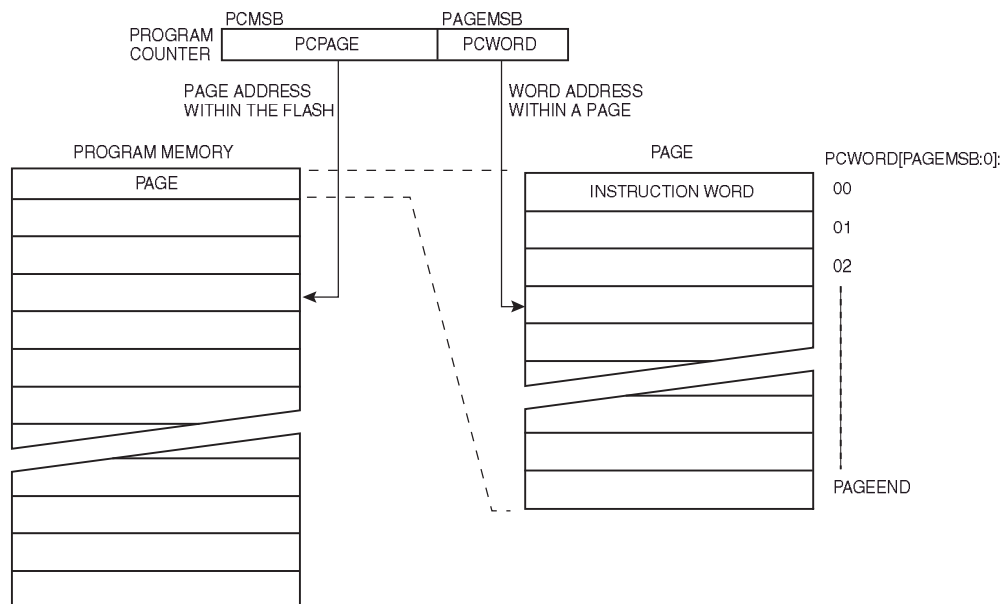 PCMSB
PAGEMSB
PROGRAM
COUNTER
PCPAGE
PCWORD
PAGE ADDRESS
WITHIN THE FLASH
WORD ADDRESS
WITHIN A PAGE
PROGRAM MEMORY
PAGE
PAGE
PCWORD[PAGEMSB:0]:
INSTRUCTION WORD
00
01
02
PAGEEND